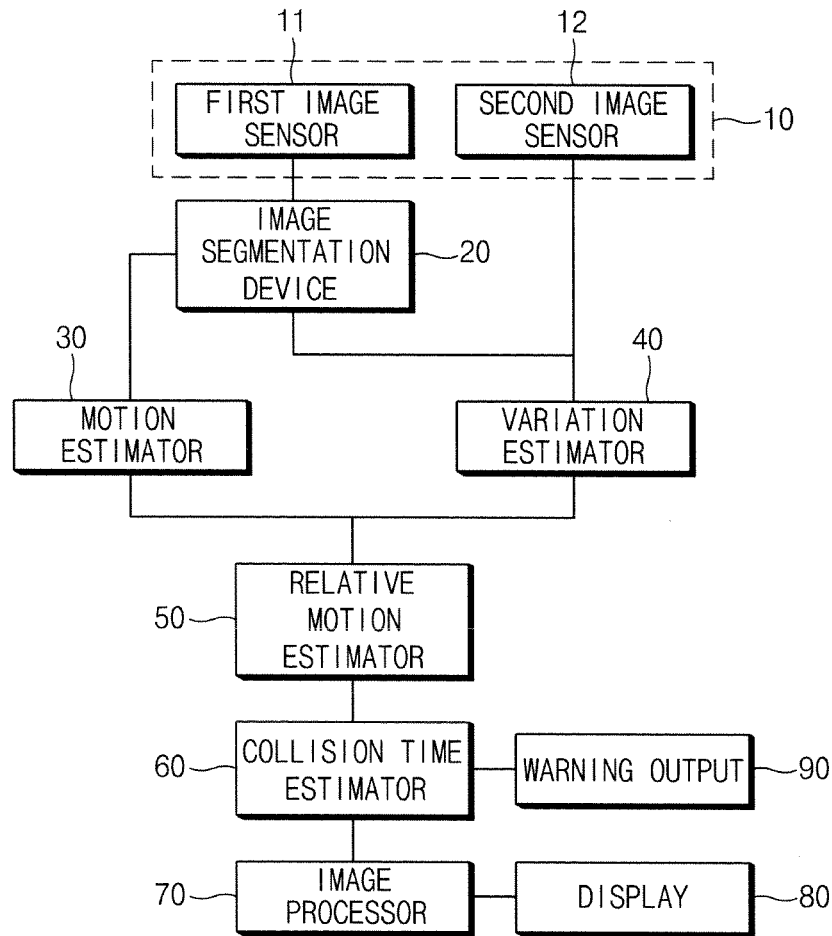 11
12
FIRST IMAGE
SENSOR
SECOND IMAGE
SENSOR
10
IMAGE
SEGMENTATION
DEVICE
20
30
40
MOTION
ESTIMATOR
VARIATION
ESTIMATOR
50
RELATIVE
MOTION
ESTIMATOR
60
COLLISION TIME
ESTIMATOR
WARNING OUTPUT
90
70
IMAGE
PROCESSOR
DISPLAY
80